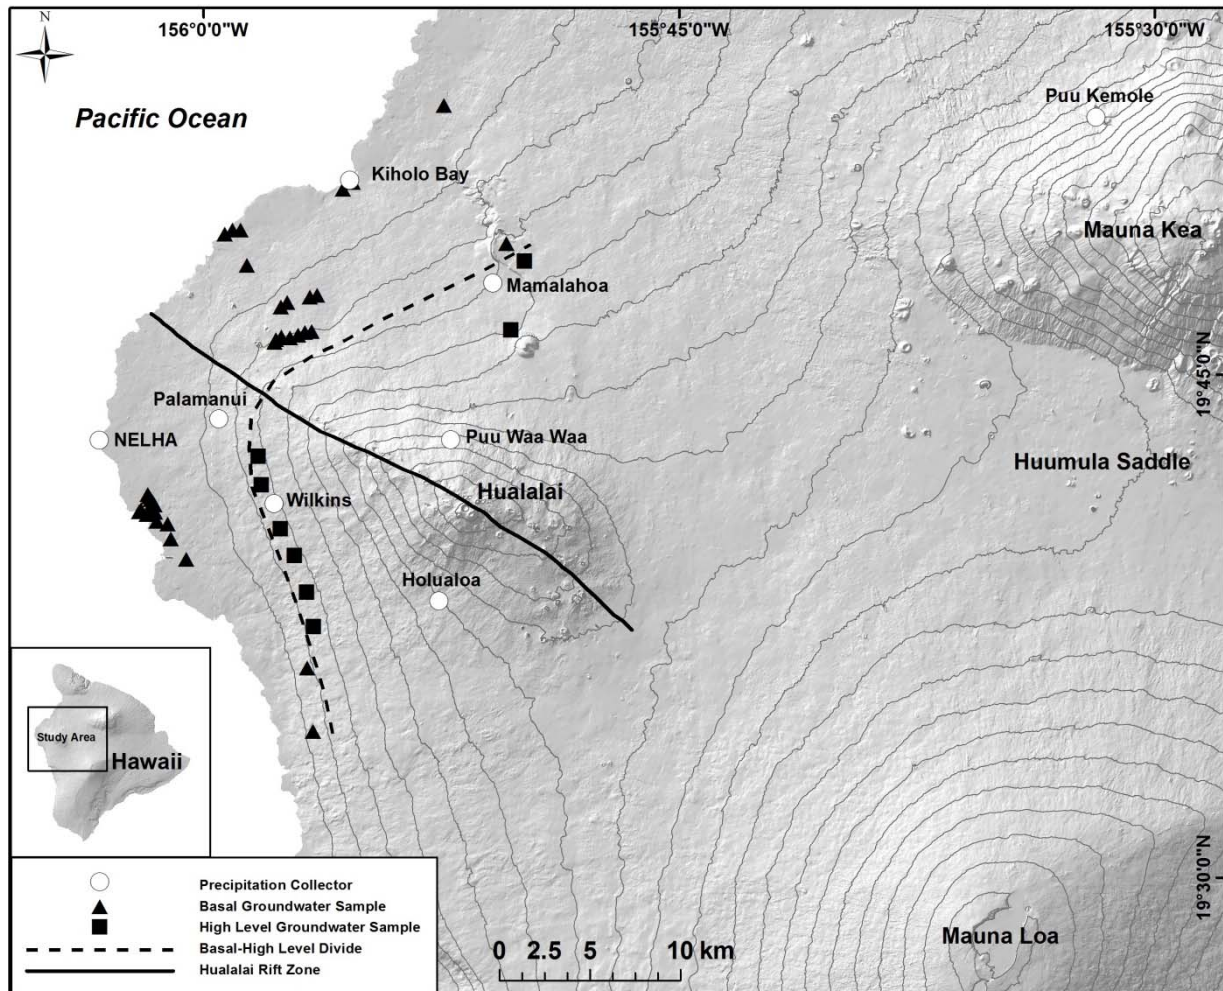 N
156°0'0"W
155°45'0"W
155°30'0"W
Pacific Ocean
Puu Kemole
Kiholo Bay
Mauna Kea
Mamalahoa
19°45'0"N
Palamanui
NELHA
Puu Waa Waa
Huumula Saddle
Hualalai
Wilkins
Holualoa
Study Area
Hawaii
19°30'0"N
Mauna Loa
Precipitation Collector
Basal Groundwater Sample
High Level Groundwater Sample
Basal-High Level Divide
Hualalai Rift Zone
0 2.5 5 10 km